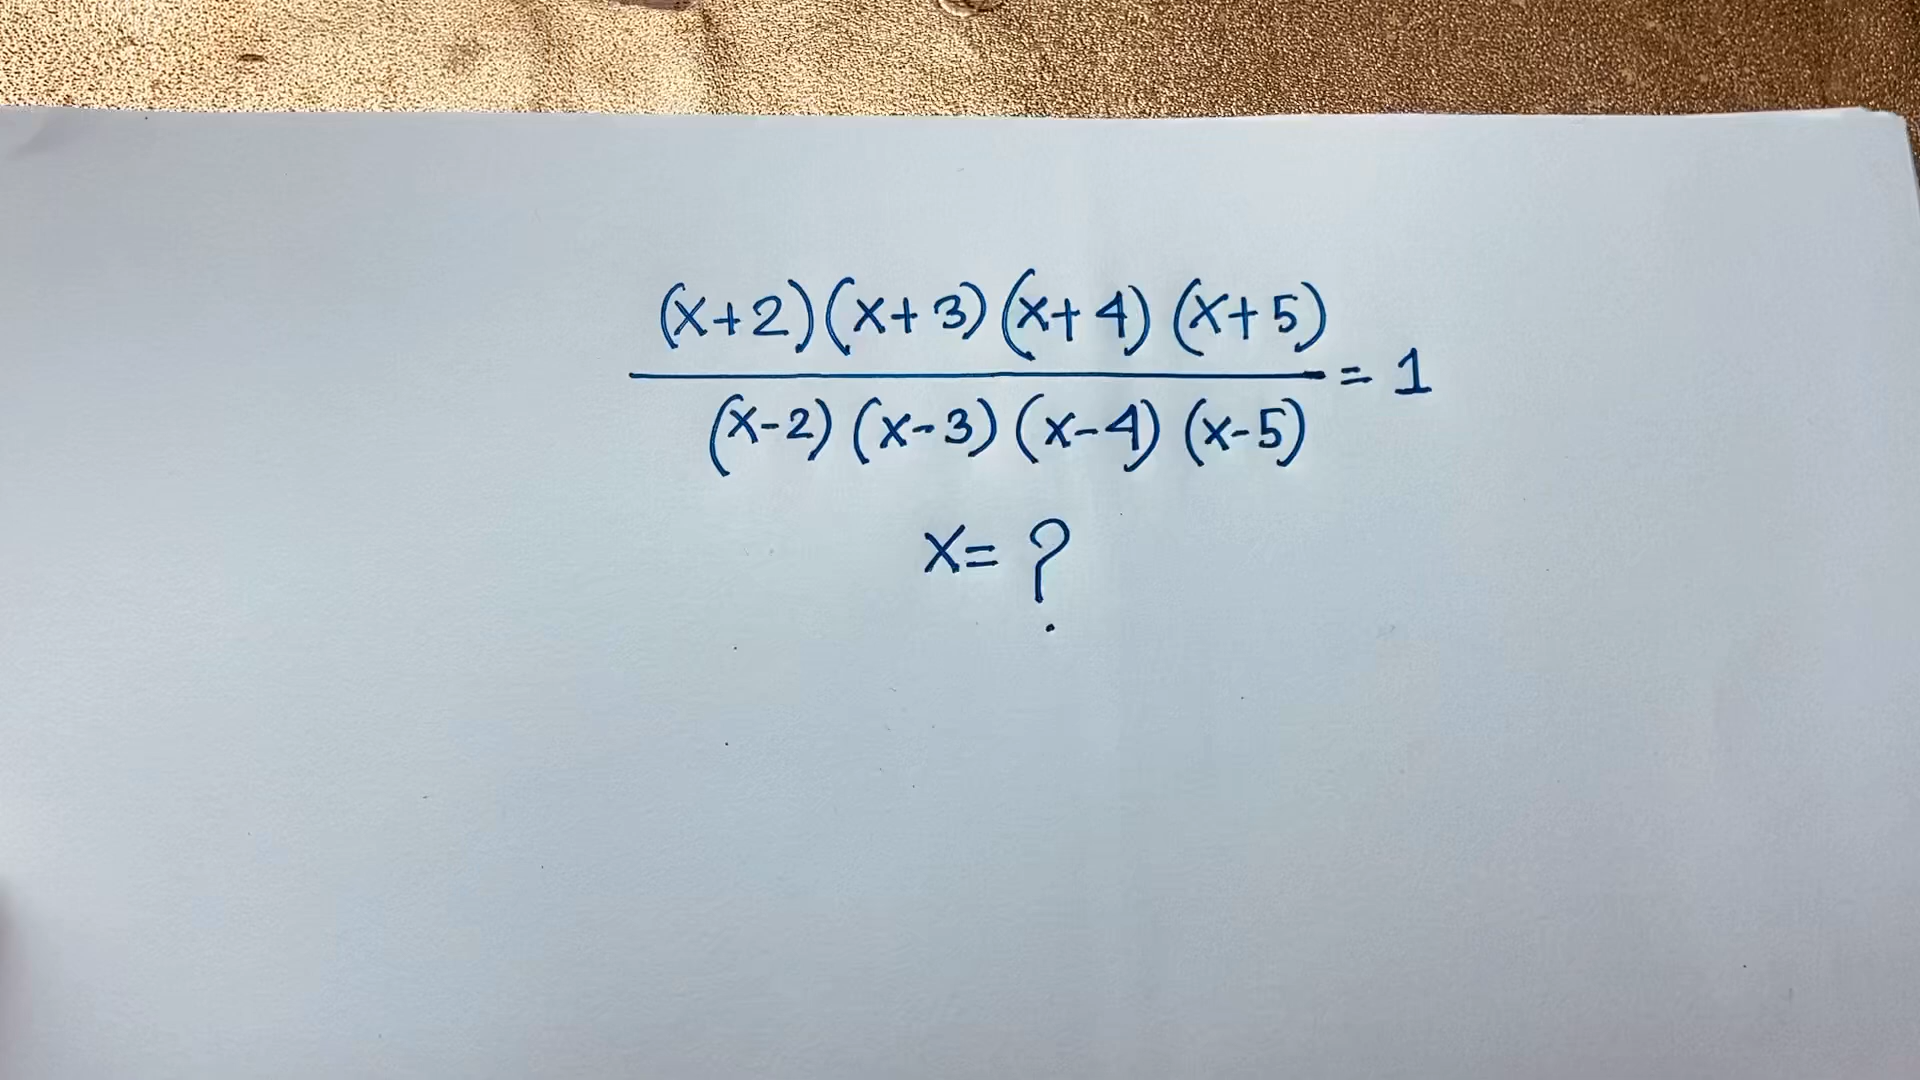 (x+2)(x+3)(x+4)(x+5)
= 1
(x-2)(x-3)(x-4)(x-5)
x= ?